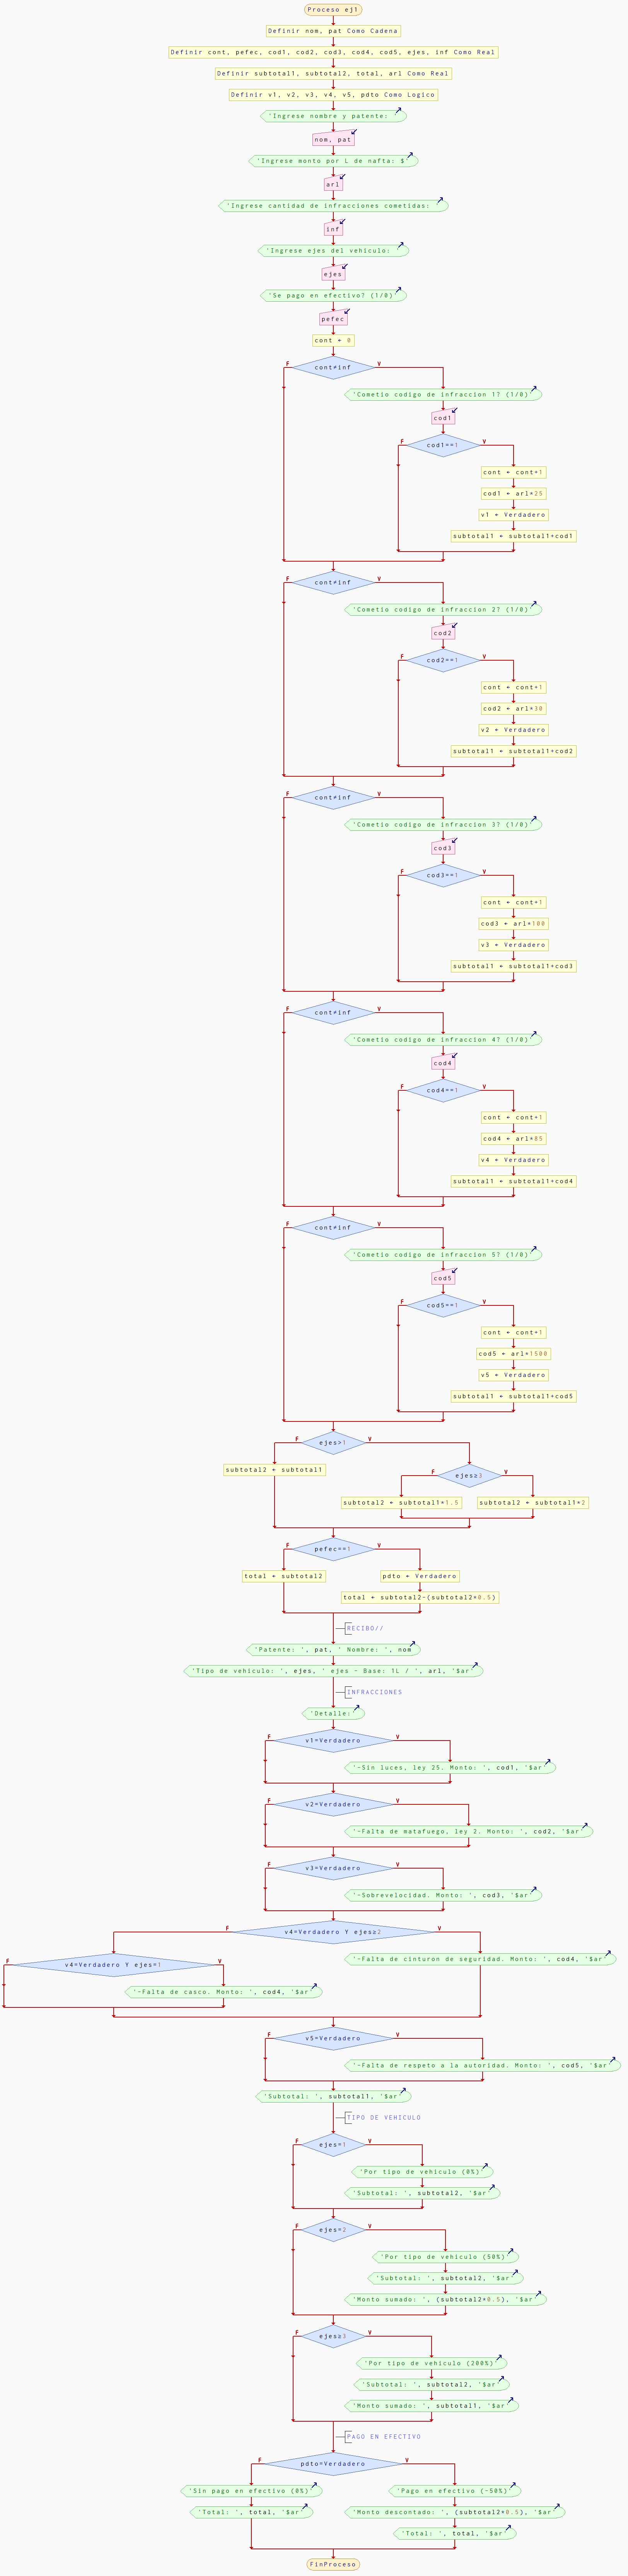 Proceso ej1
Definir nom, pat Como Cadena
Definir cont, pefec, cod1, cod2, cod3, cod4, cod5, ejes, inf Como Real
Definir subtotal1, subtotal2, total, arl Como Real
Definir v1, v2, v3, v4, v5, pdto Como Logico
'Ingrese nombre y patente:
nom, pat
'Ingrese monto por L de nafta: $
arl
'Ingrese cantidad de infracciones cometidas:
inf
'Ingrese ejes del vehiculo:
ejes
'Se pago en efectivo? (1/0)
pefec
cont ← 0
cont≠inf
F
V
'Cometio codigo de infraccion 1? (1/0)
cod1
cod1==1
F
V
cont ← cont+1
cod1 ← arl*25
v1 ← Verdadero
subtotal1 ← subtotal1+cod1
cont≠inf
F
V
'Cometio codigo de infraccion 2? (1/0)
cod2
cod2==1
F
V
cont ← cont+1
cod2 ← arl*30
v2 ← Verdadero
subtotal1 ← subtotal1+cod2
cont≠inf
F
V
'Cometio codigo de infraccion 3? (1/0)
cod3
cod3==1
F
V
cont ← cont+1
cod3 ← arl*100
v3 ← Verdadero
subtotal1 ← subtotal1+cod3
cont≠inf
F
V
'Cometio codigo de infraccion 4? (1/0)
cod4
cod4==1
F
V
cont ← cont+1
cod4 ← arl*85
v4 ← Verdadero
subtotal1 ← subtotal1+cod4
cont≠inf
F
V
'Cometio codigo de infraccion 5? (1/0)
cod5
cod5==1
F
V
cont ← cont+1
cod5 ← arl*1500
v5 ← Verdadero
subtotal1 ← subtotal1+cod5
ejes>1
F
V
subtotal2 ← subtotal1
ejes≥3
F
V
subtotal2 ← subtotal1*1.5
subtotal2 ← subtotal1*2
pefec==1
F
V
total ← subtotal2
pdto ← Verdadero
total ← subtotal2-(subtotal2*0.5)
RECIBO//
'Patente: ', pat, ' Nombre: ', nom
'Tipo de vehiculo: ', ejes, ' ejes - Base: 1L / ', arl, '$ar
INFRACCIONES
'Detalle:
v1=Verdadero
F
V
'-Sin luces, ley 25. Monto: ', cod1, '$ar
v2=Verdadero
F
V
'-Falta de matafuego, ley 2. Monto: ', cod2, '$ar
v3=Verdadero
F
V
'-Sobrevelocidad. Monto: ', cod3, '$ar
v4=Verdadero Y ejes≥2
F
V
'-Falta de cinturon de seguridad. Monto: ', cod4, '$ar
v4=Verdadero Y ejes=1
F
V
'-Falta de casco. Monto: ', cod4, '$ar
v5=Verdadero
F
V
'-Falta de respeto a la autoridad. Monto: ', cod5, '$ar
'Subtotal: ', subtotal1, '$ar
TIPO DE VEHICULO
ejes=1
F
V
'Por tipo de vehiculo (0%)
'Subtotal: ', subtotal2, '$ar
ejes=2
F
V
'Por tipo de vehiculo (50%)
'Subtotal: ', subtotal2, '$ar
'Monto sumado: ', (subtotal2*0.5), '$ar
ejes≥3
F
V
'Por tipo de vehiculo (200%)
'Subtotal: ', subtotal2, '$ar
'Monto sumado: ', subtotal1, '$ar
PAGO EN EFECTIVO
pdto=Verdadero
F
V
'Sin pago en efectivo (0%)
'Total: ', total, '$ar
'Pago en efectivo (-50%)
'Monto descontado: ', (subtotal2*0.5), '$ar
'Total: ', total, '$ar
FinProceso